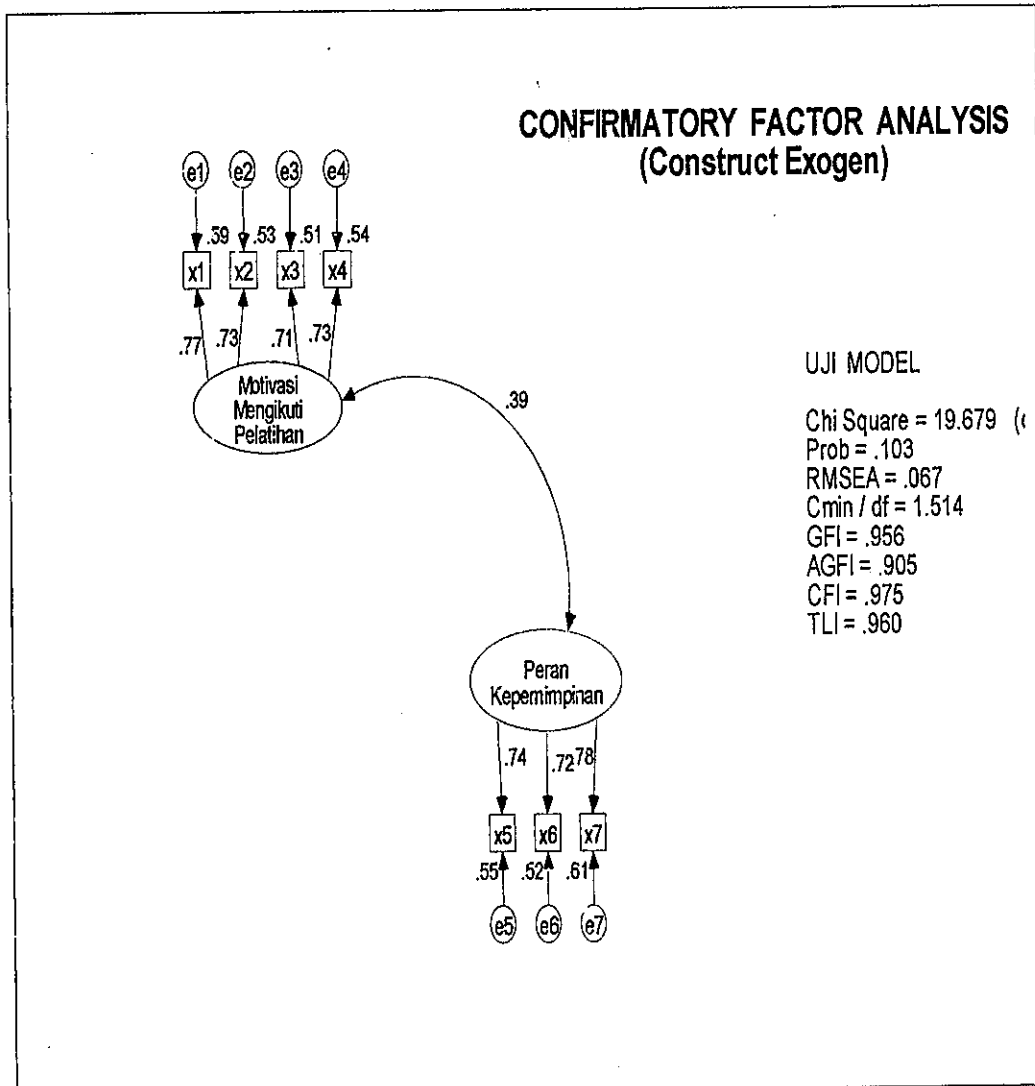 CONFIRMATORY FACTOR ANALYSIS
(Construct Exogen)
e1 e2 e3 e4
.59 .53 .51 .54
x1 x2 x3 x4
.77 .73 .71 .73
Motivasi
Mengikuti
Pelatihan
.39
UJI MODEL
Chi Square = 19.679 (
Prob = .103
RMSEA = .067
Cmin / df = 1.514
GFI = .956
AGFI = .905
CFI = .975
TLI = .960
Peran
Kepemimpinan
.74 .72 .78
x5 x6 x7
.55 .52 .61
e5 e6 e7